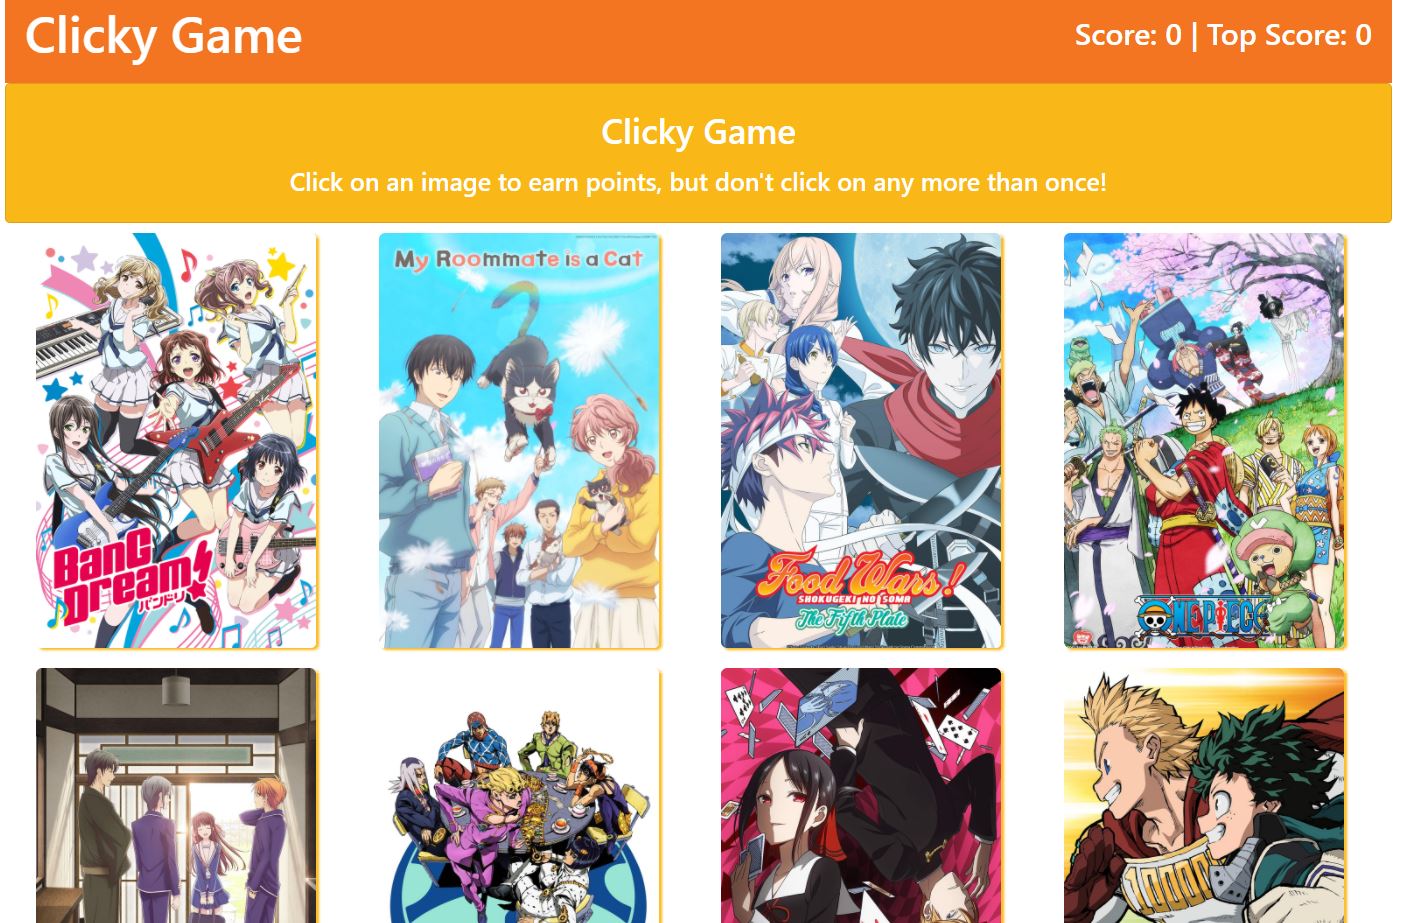 Clicky Game
Score: 0 | Top Score: 0
Clicky Game
Click on an image to earn points, but don't click on any more than once!
BanG
Dream!
バンドリ!
My Roommate is a Cat
Food Wars!
SHOKUGEKI NO SOMA
The Fifth Plate
ONE PIECE
1000000